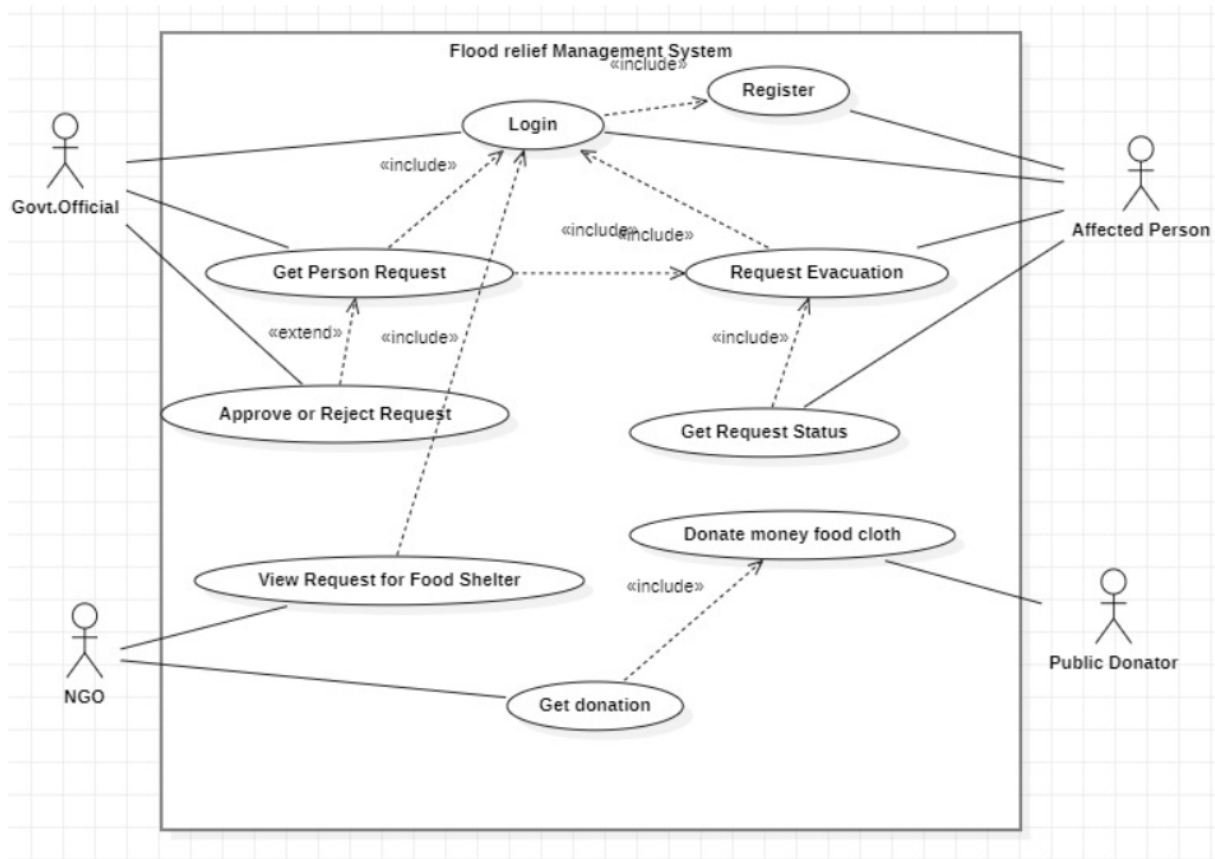 Flood relief Management System
«include»
Register
Login
«include»
Govt.Official
Affected Person
«include»
«include»
Get Person Request
Request Evacuation
«extend»
«include»
«include»
Approve or Reject Request
Get Request Status
Donate money food cloth
View Request for Food Shelter
«include»
Public Donator
NGO
Get donation